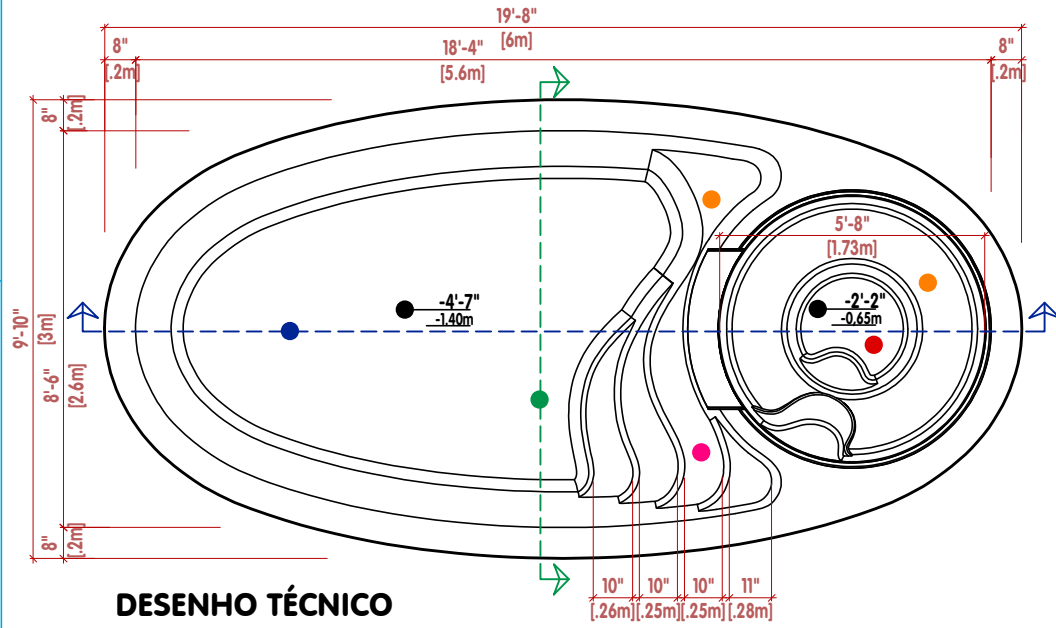 19'-8"
[6m]
8"
[.2m]
18'-4"
[5.6m]
8"
[.2m]
8"
[.2m]
9'-10"
[3m]
8'-6"
[2.6m]
8"
[.2m]
5'-8"
[1.73m]
-4'-7"
-1.40m
-2'-2"
-0,65m
10"
[.26m]
10"
[.25m]
10"
[.25m]
11"
[.28m]
DESENHO TÉCNICO